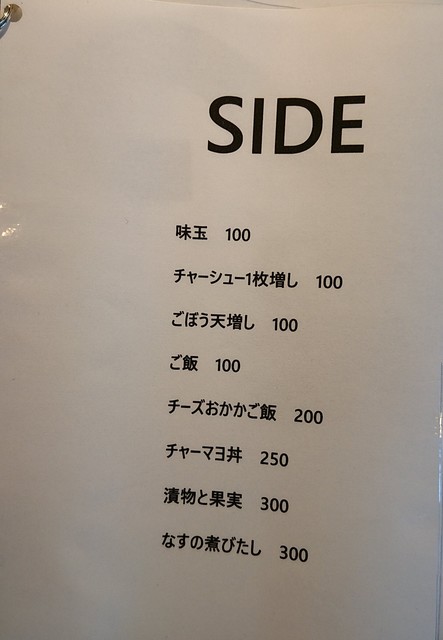 SIDE
味玉 100
チャーシュー1枚増し 100
ごぼう天増し 100
ご飯 100
チーズおかかご飯 200
チャーマヨ丼 250
漬物と果実 300
なすの煮びたし 300